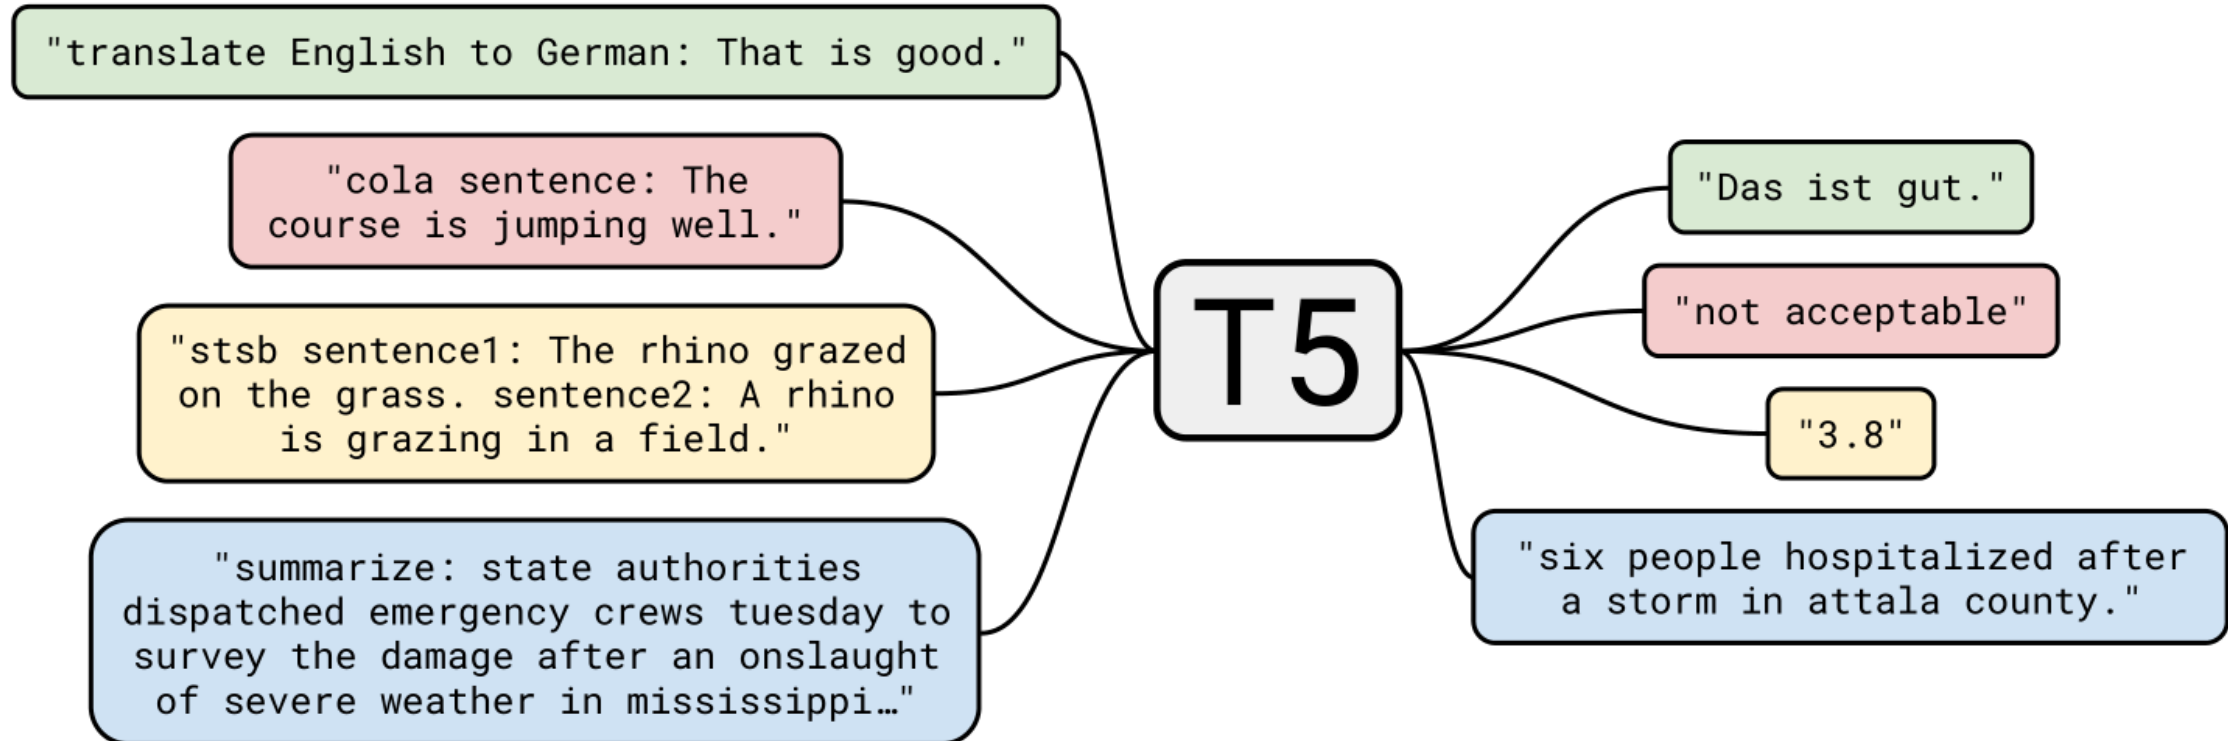 "translate English to German: That is good."
"cola sentence: The
course is jumping well."
"stsb sentence1: The rhino grazed
on the grass. sentence2: A rhino
is grazing in a field."
"summarize: state authorities
dispatched emergency crews tuesday to
survey the damage after an onslaught
of severe weather in mississippi…"
T5
"Das ist gut."
"not acceptable"
"3.8"
"six people hospitalized after
a storm in attala county."